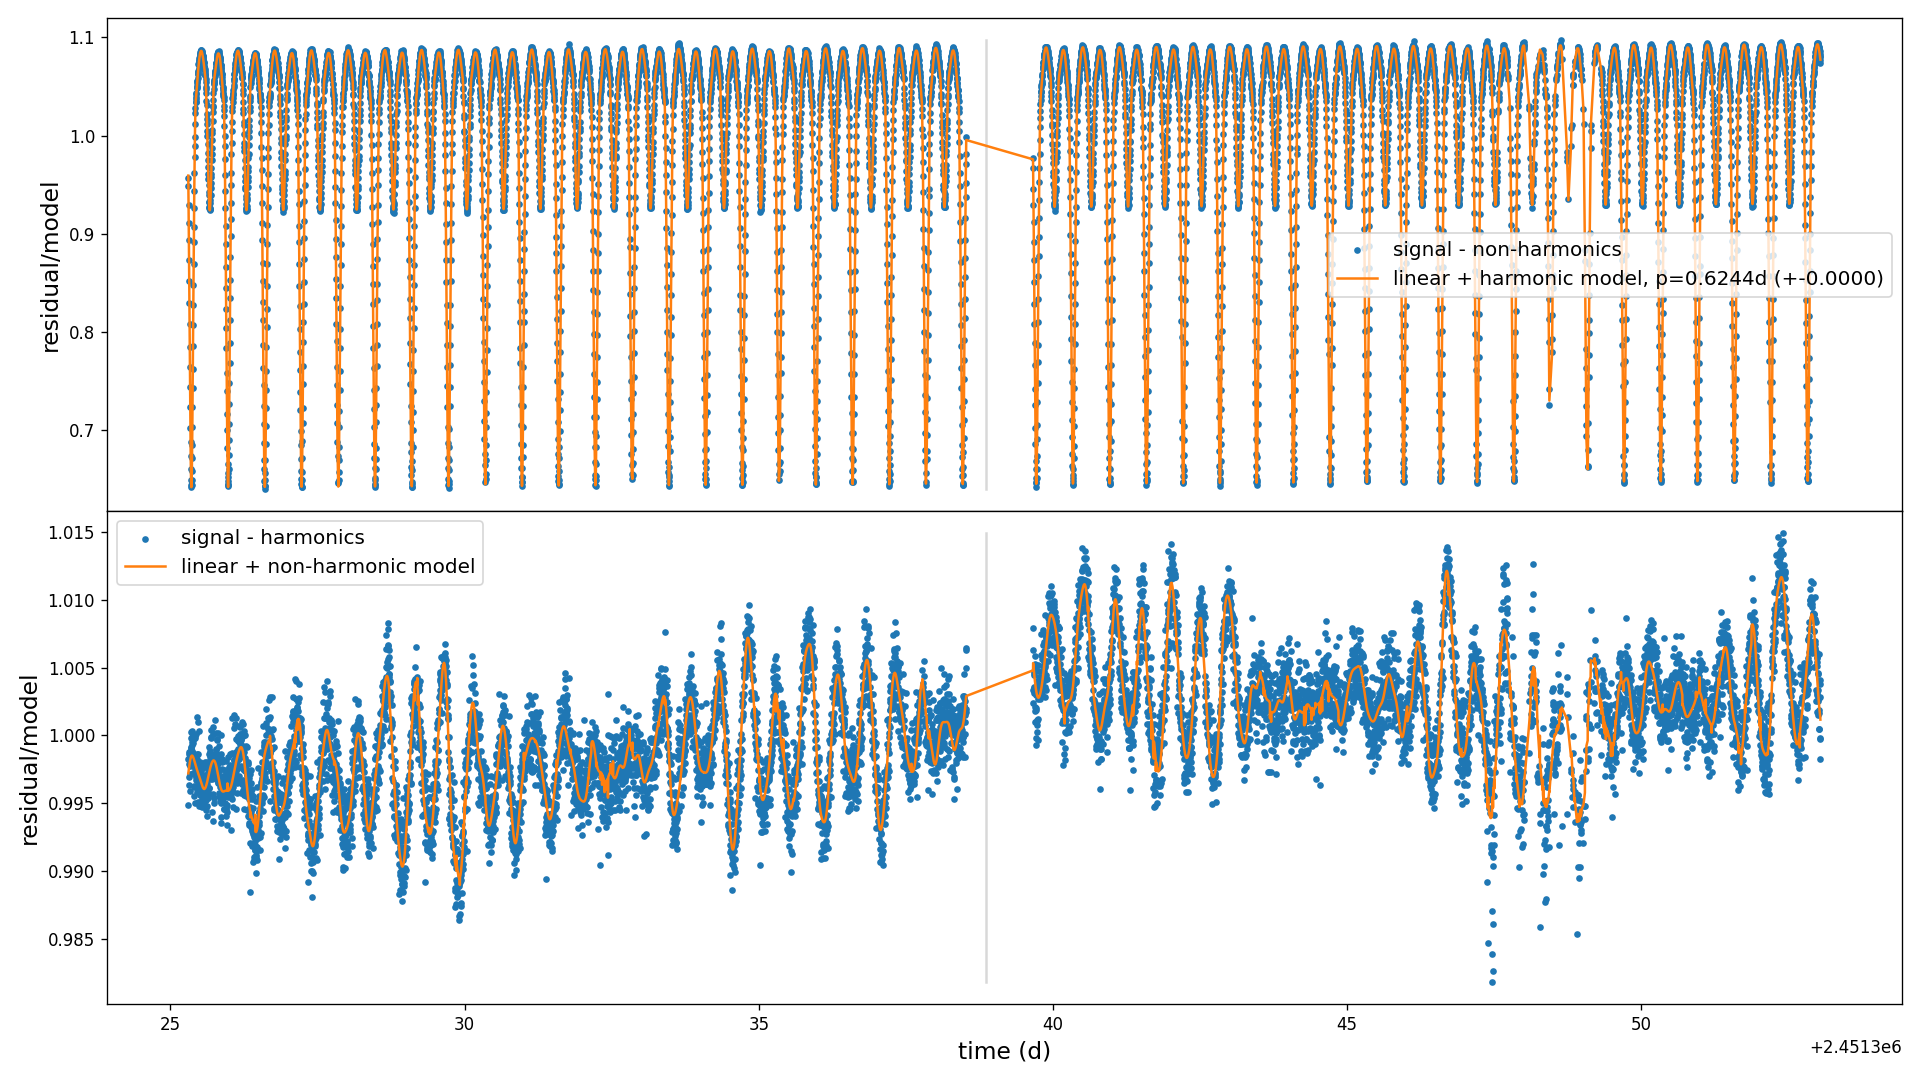 1.1
1.0
0.9
0.8
0.7
residual/model
signal - non-harmonics
linear + harmonic model, p=0.6244d (+-0.0000)
1.015
1.010
1.005
1.000
0.995
0.990
0.985
residual/model
signal - harmonics
linear + non-harmonic model
25 30 35 40 45 50
time (d)
+2.4513e6